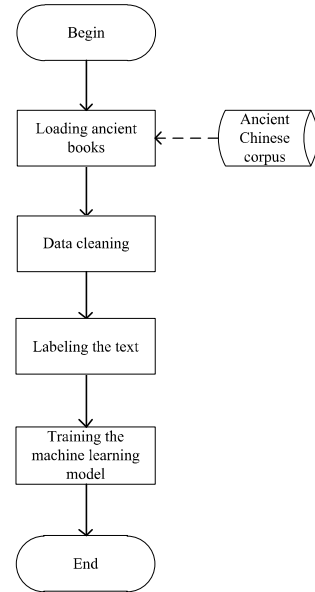 Begin
Loading ancient
books
Ancient
Chinese
corpus
Data cleaning
Labeling the text
Training the
machine learning
model
End